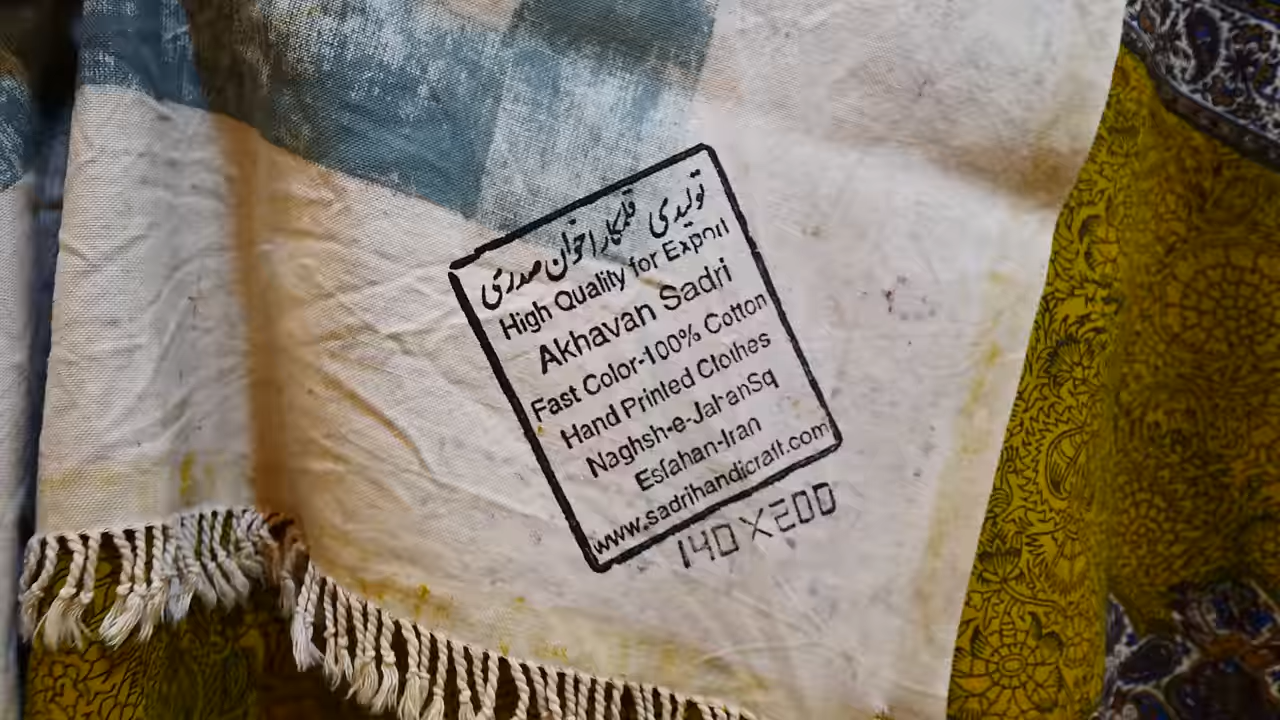 تولیدی قلمکار اخوان صدری
High Quality for Export
Akhavan Sadri
Fast Color-100% Cotton
Hand Printed Clothes
Naghsh-e-JahanSq
Esfahan-Iran
www.sadrihandicraft.com
140X200